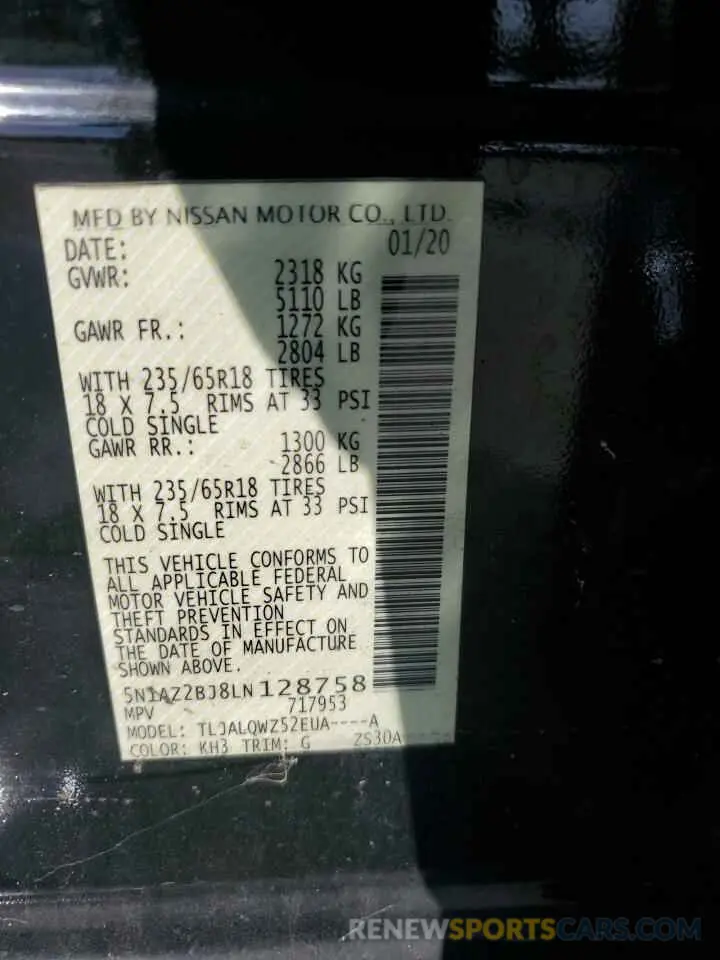 MFD BY NISSAN MOTOR CO., LTD.
DATE: 01/20
GVWR: 2318 KG
5110 LB
GAWR FR.: 1272 KG
2804 LB
WITH 235/65R18 TIRES
18 X 7.5 RIMS AT 33 PSI
COLD SINGLE
GAWR RR.: 1300 KG
2866 LB
WITH 235/65R18 TIRES
18 X 7.5 RIMS AT 33 PSI
COLD SINGLE
THIS VEHICLE CONFORMS TO
ALL APPLICABLE FEDERAL
MOTOR VEHICLE SAFETY AND
THEFT PREVENTION
STANDARDS IN EFFECT ON
THE DATE OF MANUFACTURE
SHOWN ABOVE.
5N1AZ2BJ8LN128758
MPV 717953
MODEL: TLJALQWZ52EUA----A
COLOR: KH3 TRIM: G ZS30A
RENEWSPORTSCARS.COM